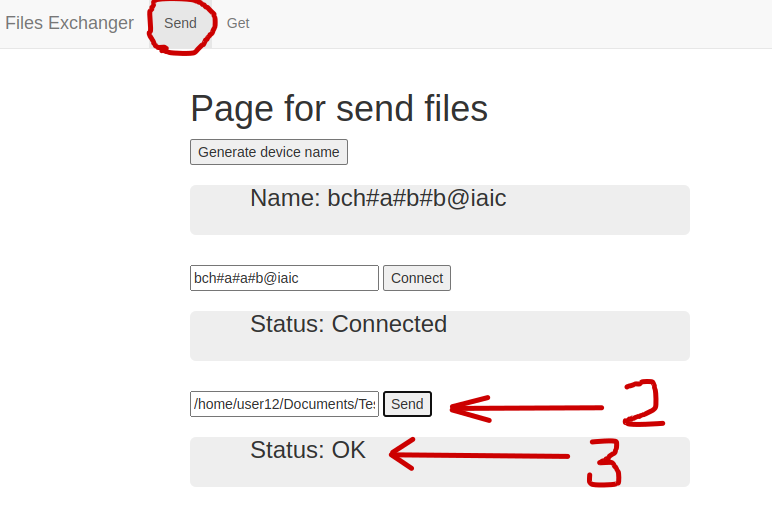 Files Exchanger Send Get
Page for send files
Generate device name
Name: bch#a#b#b@iaic
bch#a#a#b@iaic Connect
Status: Connected
/home/user12/Documents/Tes Send 2
Status: OK 3